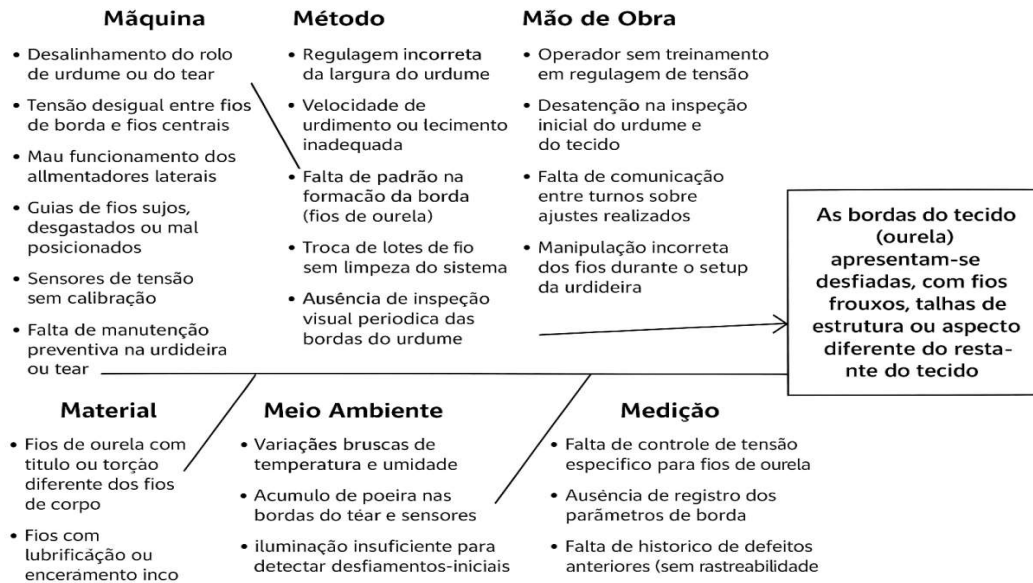 Mãquina
• Desalinhamento do rolo
de urdume ou do tear
• Tensão desigual entre fios
de borda e fios centrais
• Mau funcionamento dos
allmentadores laterais
• Guias de fios sujos,
desgastados ou mal
posicionados
• Sensores de tensão
sem calibração
• Falta de manutenção
preventiva na urdideira
ou tear
Método
• Regulagem incorreta
da largura do urdume
• Velocidade de
urdimento ou lecimento
inadequada
• Falta de padrão na
formacão da borda
(fios de ourela)
• Troca de lotes de fio
sem limpeza do sistema
• Ausência de inspeção
visual periodica das
bordas do urdume
Mão de Obra
• Operador sem treinamento
em regulagem de tensão
• Desatenção na inspeção
inicial do urdume e
do tecido
• Falta de comunicação
entre turnos sobre
ajustes realizados
• Manipulação incorreta
dos fios durante o setup
da urdideira
As bordas do tecido
(ourela)
apresentam-se
desfiadas, com fios
frouxos, talhas de
estrutura ou aspecto
diferente do resta-
nte do tecido
Material
• Fios de ourela com
titulo ou torção
diferente dos fios
de corpo
• Fios com
lubrificáção ou
enceramento inco
Meio Ambiente
• Variações bruscas de
temperatura e umidade
• Acumulo de poeira nas
bordas do téar e sensores
• iluminação insuficiente para
detectar desfiamentos-iniciais
Medição
• Falta de controle de tensão
especifico para fios de ourela
• Ausência de registro dos
parãmetros de borda
• Falta de historico de defeitos
anteriores (sem rastreabilidade